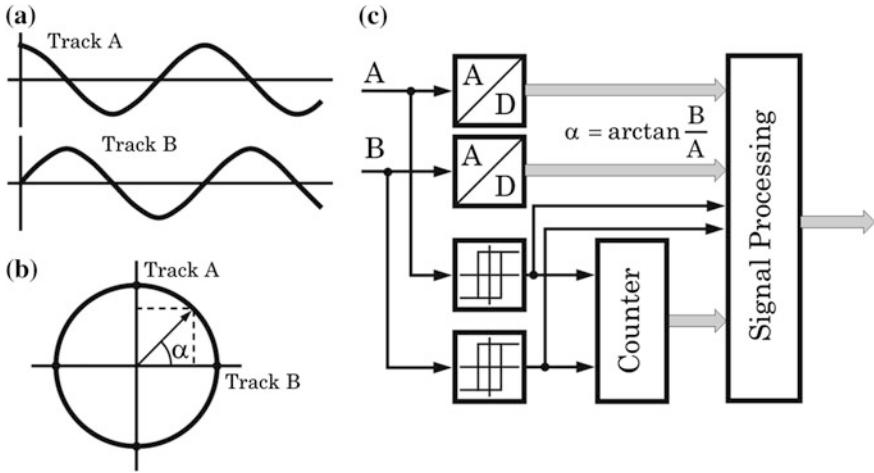 (a)
Track A
Track B
(b)
Track A
α
Track B
(c)
A
B
A
D
A
D
α = arctan B/A
Counter
Signal Processing